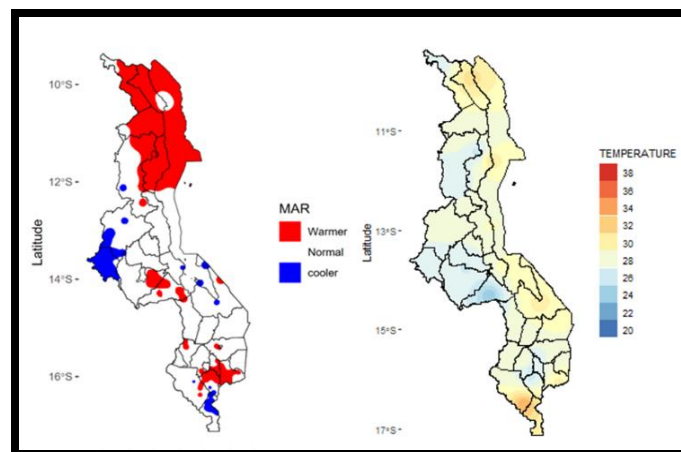 10°S
12°S
14°S
16°S
Latitude
MAR
Warmer
Normal
cooler
11°S
13°S
15°S
17°S
Latitude
TEMPERATURE
38
36
34
32
30
28
26
24
22
20